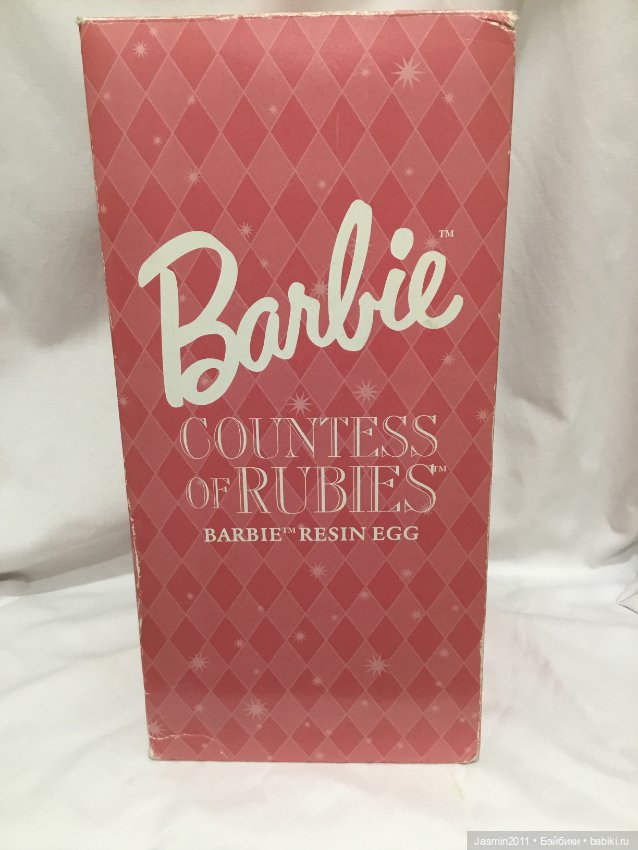 Barbie™
COUNTESS
OF RUBIES™
BARBIE™ RESIN EGG
Jasmin2011 • Бэйбики • babiki.ru